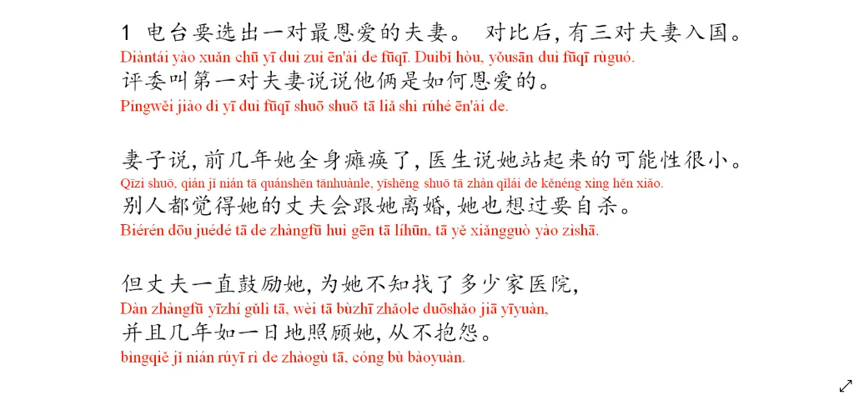 1 电台要选出一对最恩爱的夫妻。 对比后，有三对夫妻入国。
Diàntái yào xuǎn chū yī duì zuì ēn'ài de fūqī. Duìbǐ hòu, yǒusān duì fūqī rùguó.
评委叫第一对夫妻说说他俩是如何恩爱的。
Píngwěi jiào dì yī duì fūqī shuō shuō tā liǎ shì rúhé ēn'ài de.
妻子说，前几年她全身瘫痪了，医生说她站起来的可能性很小。
Qīzi shuō, qián jǐ nián tā quánshēn tānhuànle, yīshēng shuō tā zhàn qǐlái de kěnéng xìng hěn xiǎo.
别人都觉得她的丈夫会跟她离婚，她也想过要自杀。
Biérén dōu juédé tā de zhàngfū huì gēn tā líhūn, tā yě xiǎngguò yào zìshā.
但丈夫一直鼓励她，为她不知找了多少家医院，
Dàn zhàngfū yīzhí gǔlì tā, wèi tā bùzhī zhǎole duōshǎo jiā yīyuàn,
并且几年如一日地照顾她，从不抱怨。
bìngqiě jǐ nián rúyī rì de zhàogù tā, cóng bù bàoyuàn.